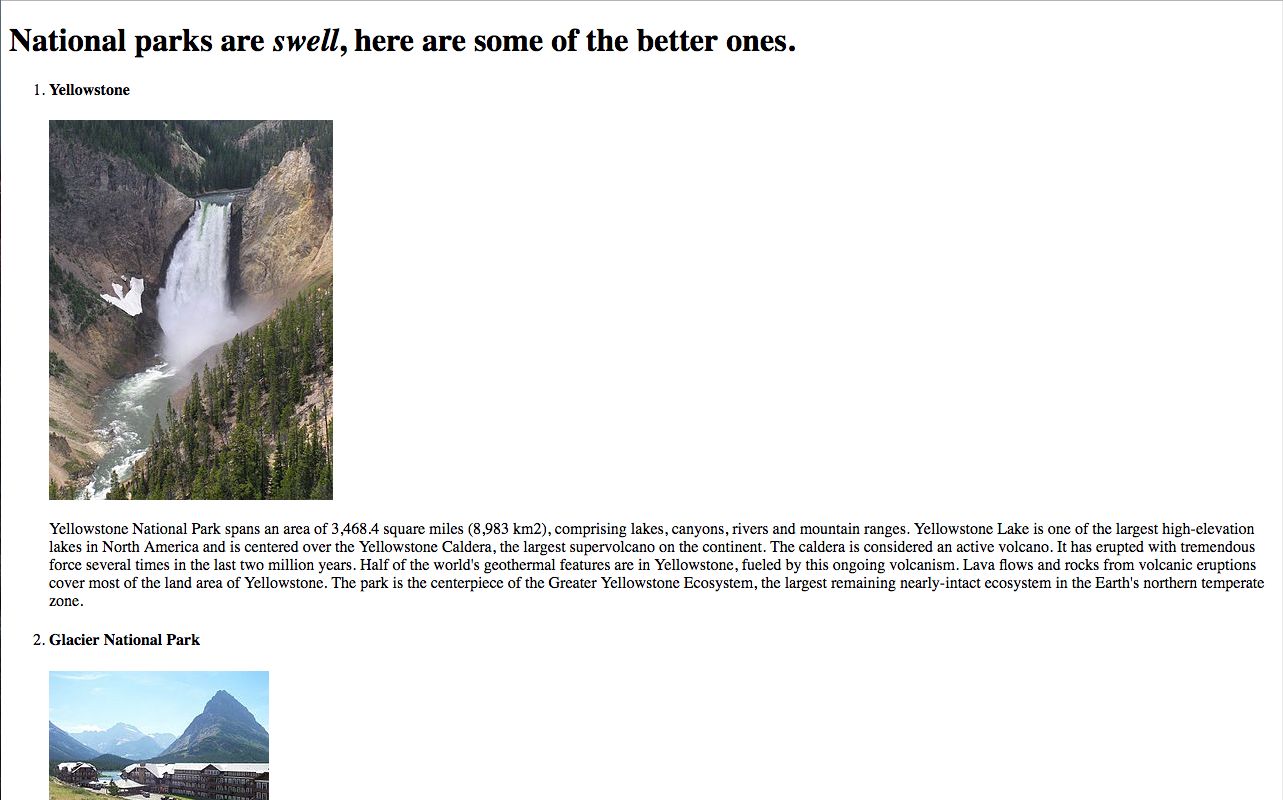 National parks are swell, here are some of the better ones.
1. Yellowstone
Yellowstone National Park spans an area of 3,468.4 square miles (8,983 km2), comprising lakes, canyons, rivers and mountain ranges. Yellowstone Lake is one of the largest high-elevation
lakes in North America and is centered over the Yellowstone Caldera, the largest supervolcano on the continent. The caldera is considered an active volcano. It has erupted with tremendous
force several times in the last two million years. Half of the world's geothermal features are in Yellowstone, fueled by this ongoing volcanism. Lava flows and rocks from volcanic eruptions
cover most of the land area of Yellowstone. The park is the centerpiece of the Greater Yellowstone Ecosystem, the largest remaining nearly-intact ecosystem in the Earth's northern temperate
zone.
2. Glacier National Park